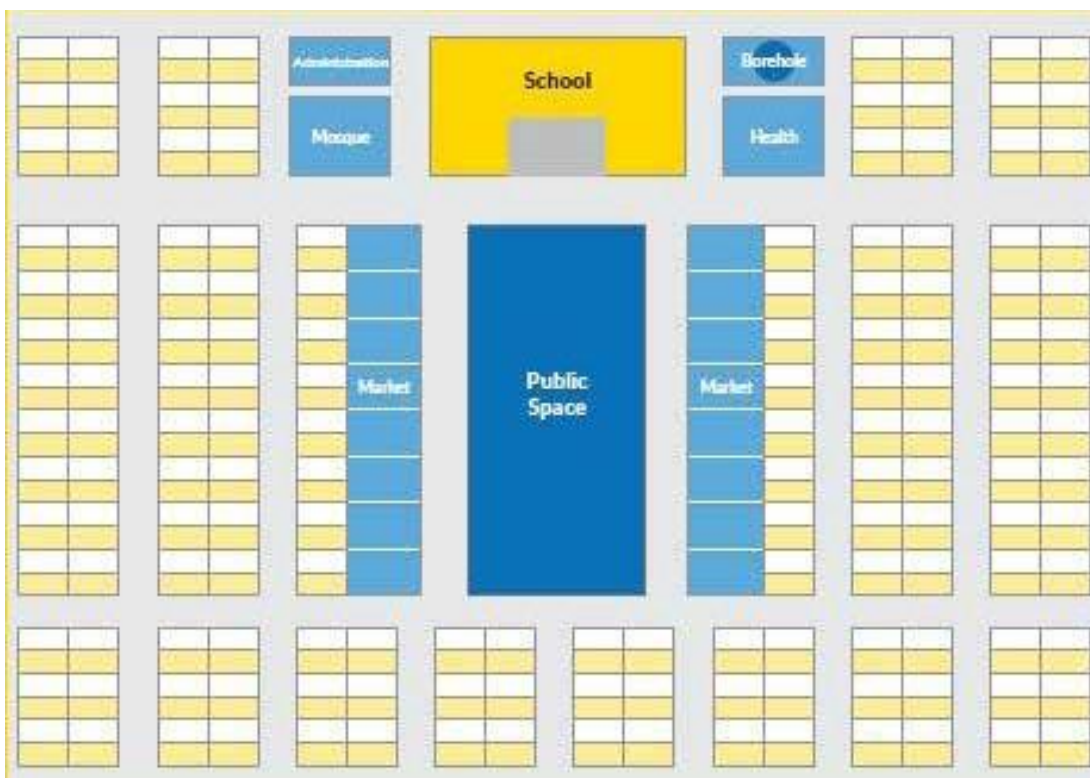 Administration
School
Borehole
Mosque
Health
Market
Public
Space
Market